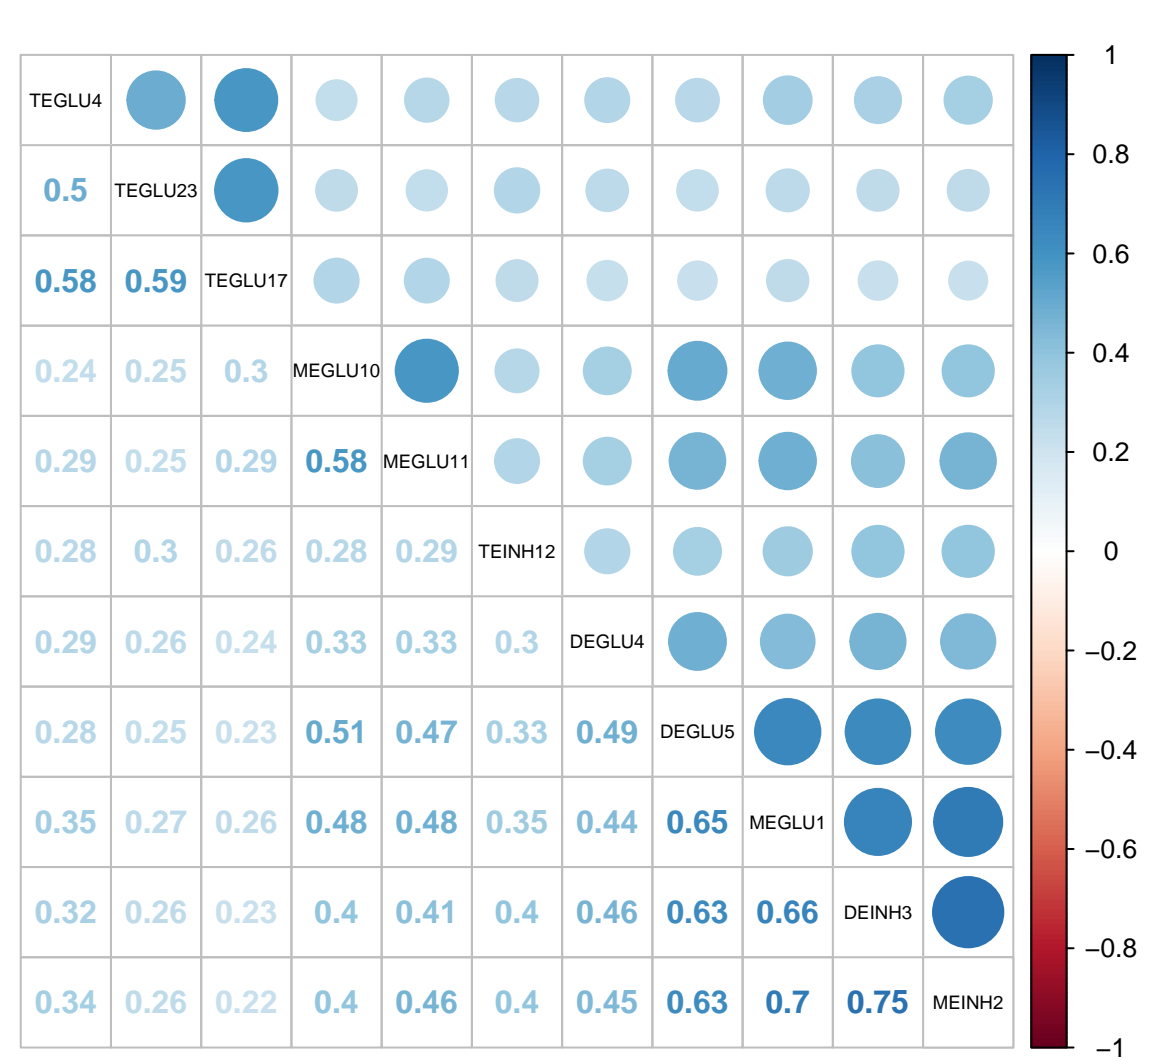 TEGLU4
0.5 TEGLU23
0.58 0.59 TEGLU17
0.24 0.25 0.3 MEGLU10
0.29 0.25 0.29 0.58 MEGLU11
0.28 0.3 0.26 0.28 0.29 TEINH12
0.29 0.26 0.24 0.33 0.33 0.3 DEGLU4
0.28 0.25 0.23 0.51 0.47 0.33 0.49 DEGLU5
0.35 0.27 0.26 0.48 0.48 0.35 0.44 0.65 MEGLU1
0.32 0.26 0.23 0.4 0.41 0.4 0.46 0.63 0.66 DEINH3
0.34 0.26 0.22 0.4 0.46 0.4 0.45 0.63 0.7 0.75 MEINH2
1
0.8
0.6
0.4
0.2
0
−0.2
−0.4
−0.6
−0.8
−1